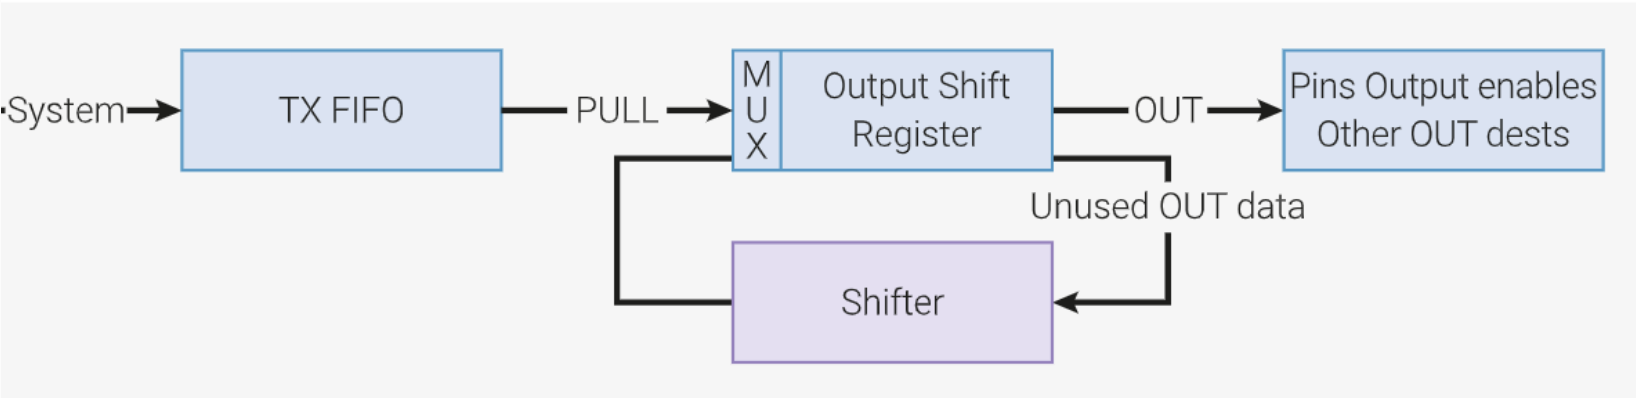 System
TX FIFO
PULL
M
U
X
Output Shift
Register
OUT
Pins Output enables
Other OUT dests
Unused OUT data
Shifter